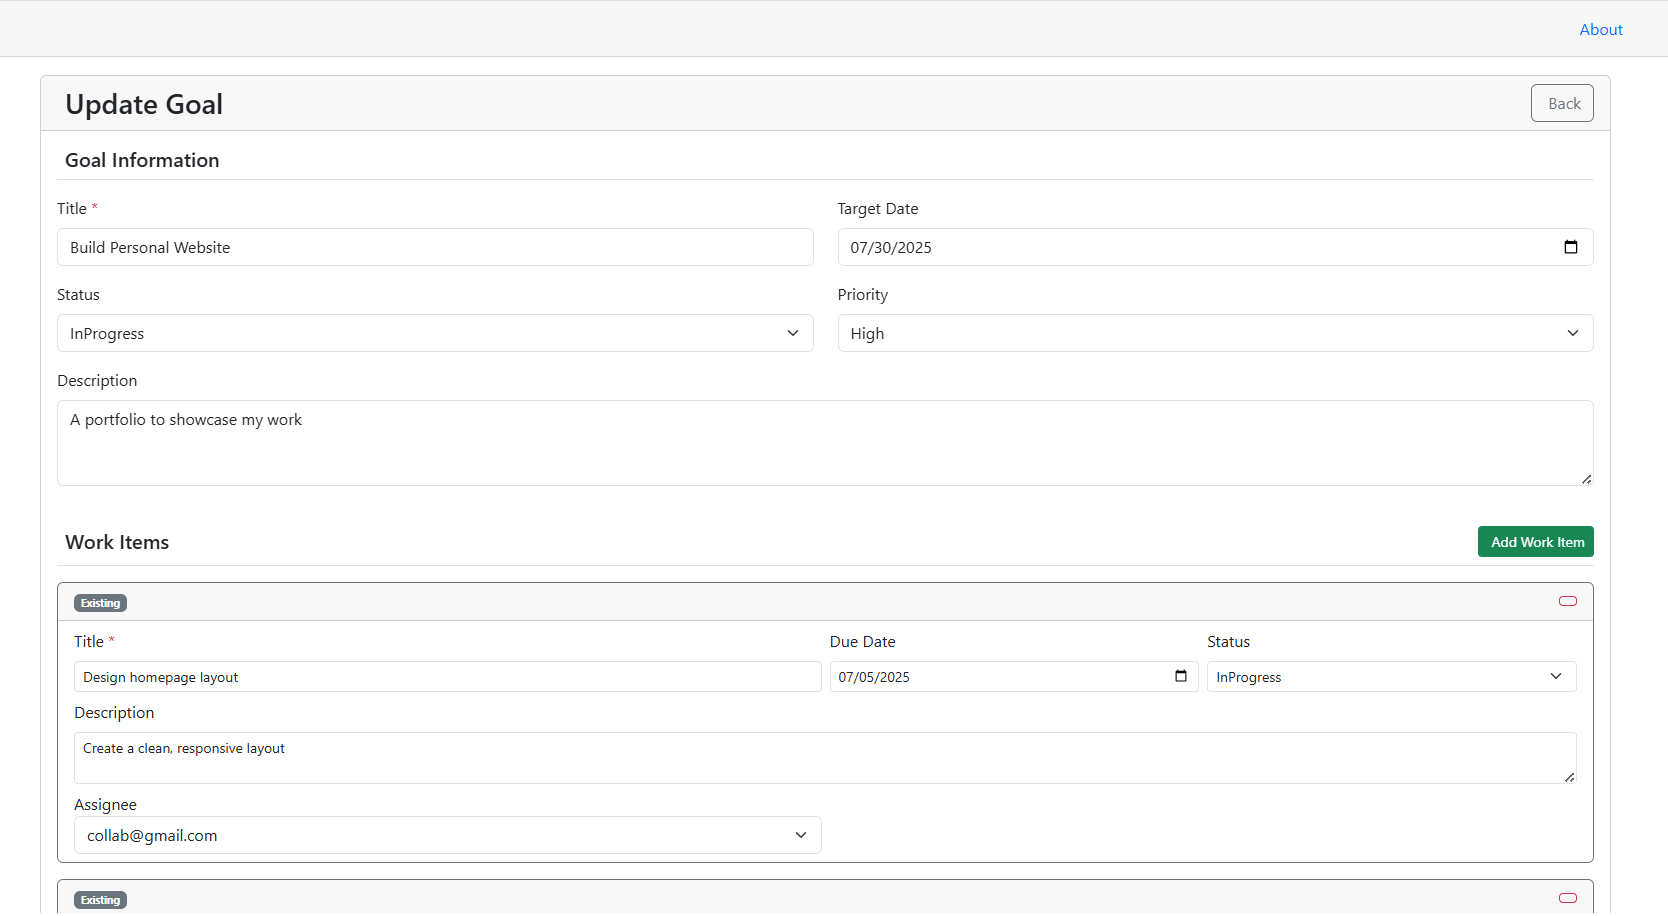 About
Update Goal
Back
Goal Information
Title *
Target Date
Build Personal Website
07/30/2025
Status
Priority
InProgress
High
Description
A portfolio to showcase my work
Work Items
Add Work Item
Existing
Title *
Due Date
Status
Design homepage layout
07/05/2025
InProgress
Description
Create a clean, responsive layout
Assignee
collab@gmail.com
Existing